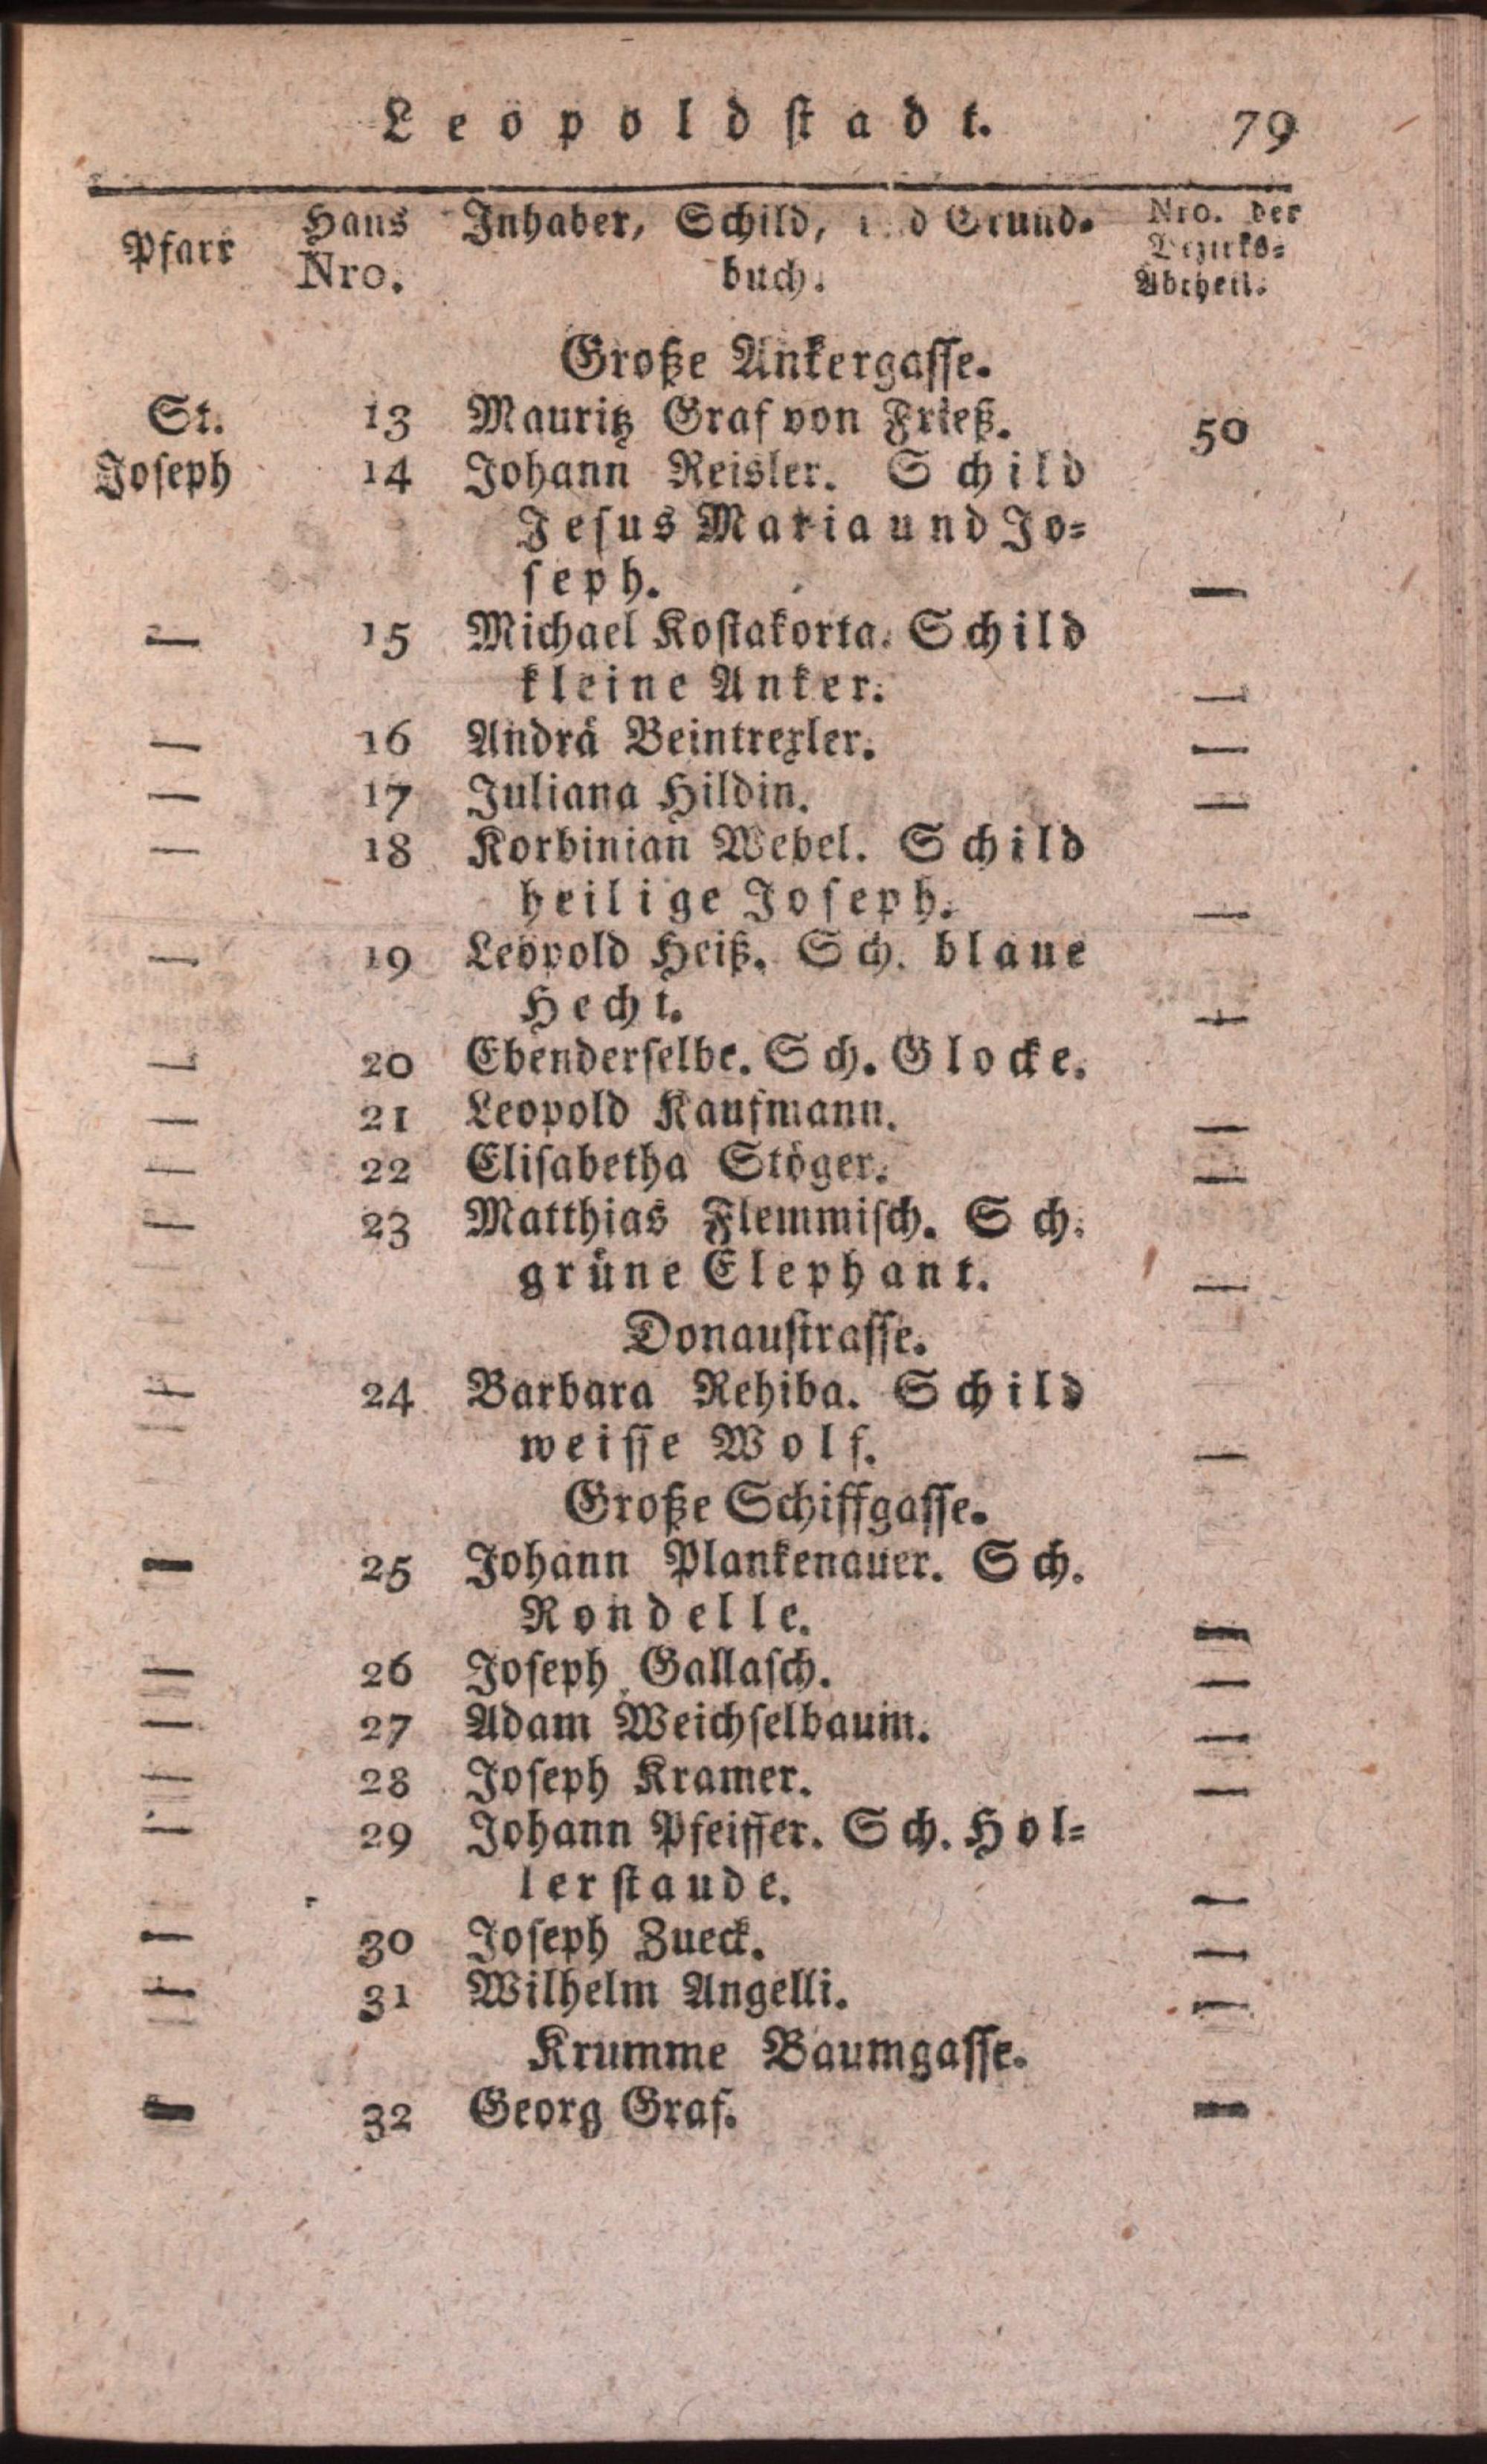 Leopoldstadt. 79
Pfarr Haus Inhaber, Schild, und Grund- Nro. der
Nro. buch. Bezirks-
Abtheil.
Große Ankergasse.
St. 13 Mauritz Graf von Frieß. 50
Joseph 14 Johann Reisler. Schild
Jesus Maria und Jo-
seph. —
— 15 Michael Kostakorta. Schild
kleine Anker. —
— 16 Andrä Beintrexler. —
— 17 Juliana Hildin. —
— 18 Korbinian Webel. Schild
heilige Joseph. —
— 19 Leopold Heiß. Sch. blaue
Hecht. —
— 20 Ebenderselbe. Sch. Glocke.
— 21 Leopold Kaufmann. —
— 22 Elisabetha Stöger. —
— 23 Matthias Flemmisch. Sch.
grüne Elephant. —
Donaustrasse.
— 24 Barbara Rehiba. Schild
weisse Wolf. —
Große Schiffgasse.
— 25 Johann Plankenauer. Sch.
Rondelle. —
— 26 Joseph Gallasch. —
— 27 Adam Weichselbaum. —
— 28 Joseph Kramer. —
— 29 Johann Pfeiffer. Sch. Hol-
lerstaude. —
— 30 Joseph Zueck. —
— 31 Wilhelm Angelli. —
Krumme Baumgasse.
— 32 Georg Graf. —